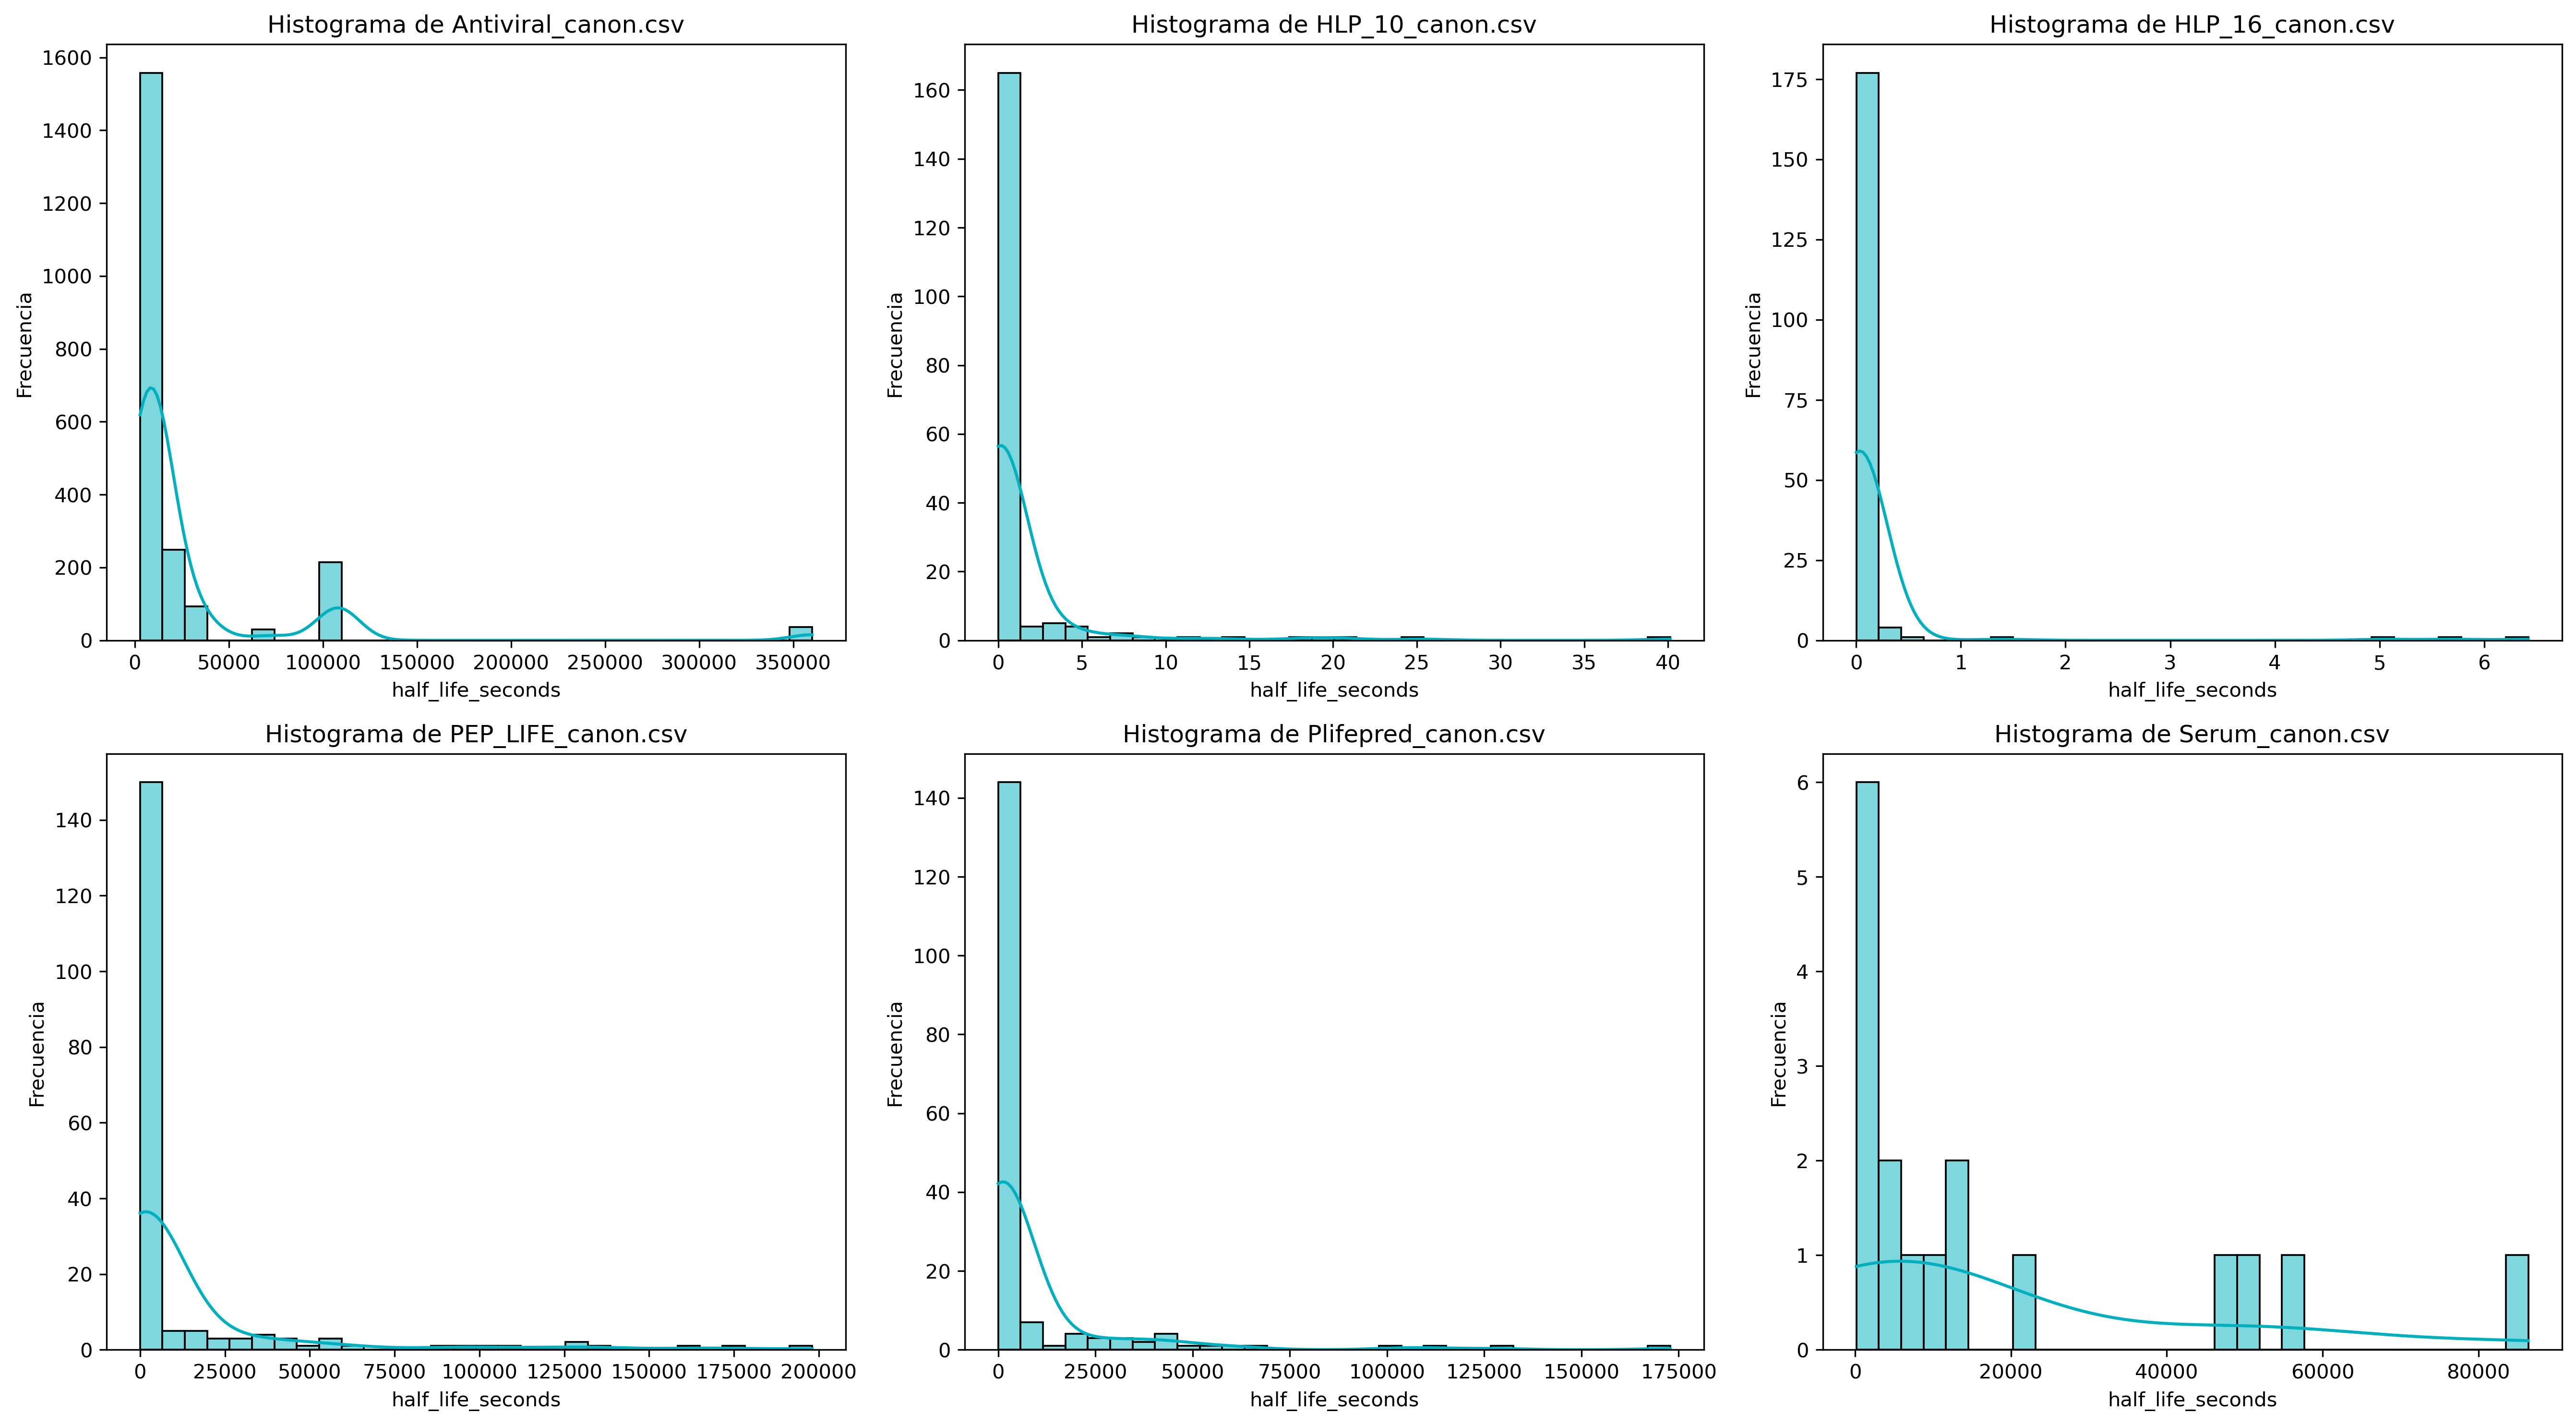 Histograma de Antiviral_canon.csv
Frecuencia
1600
1400
1200
1000
800
600
400
200
0
0 50000 100000 150000 200000 250000 300000 350000
half_life_seconds
Histograma de HLP_10_canon.csv
Frecuencia
160
140
120
100
80
60
40
20
0
0 5 10 15 20 25 30 35 40
half_life_seconds
Histograma de HLP_16_canon.csv
Frecuencia
175
150
125
100
75
50
25
0
0 1 2 3 4 5 6
half_life_seconds
Histograma de PEP_LIFE_canon.csv
Frecuencia
140
120
100
80
60
40
20
0
0 25000 50000 75000 100000 125000 150000 175000 200000
half_life_seconds
Histograma de Plifepred_canon.csv
Frecuencia
140
120
100
80
60
40
20
0
0 25000 50000 75000 100000 125000 150000 175000
half_life_seconds
Histograma de Serum_canon.csv
Frecuencia
6
5
4
3
2
1
0
0 20000 40000 60000 80000
half_life_seconds